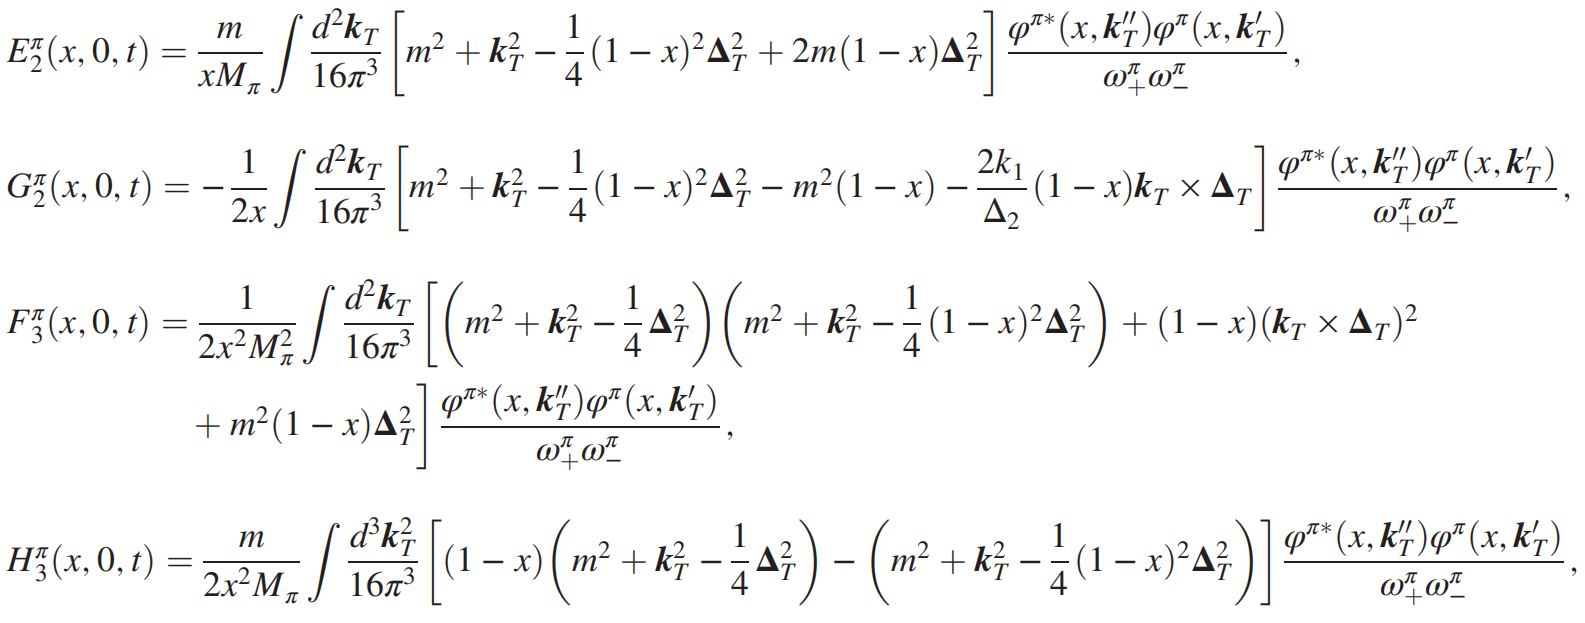 $E_2^\pi(x,0,t) = \frac{m}{xM_\pi} \int \frac{d^2\boldsymbol{k}_T}{16\pi^3} \left[ m^2 + \boldsymbol{k}_T^2 - \frac{1}{4}(1-x)^2 \boldsymbol{\Delta}_T^2 + 2m(1-x)\boldsymbol{\Delta}_T^2 \right] \frac{\varphi^{\pi*}(x,\boldsymbol{k}_T'')\varphi^\pi(x,\boldsymbol{k}_T')}{\omega_+^\pi \omega_-^\pi},$
$G_2^\pi(x,0,t) = -\frac{1}{2x} \int \frac{d^2\boldsymbol{k}_T}{16\pi^3} \left[ m^2 + \boldsymbol{k}_T^2 - \frac{1}{4}(1-x)^2 \boldsymbol{\Delta}_T^2 - m^2(1-x) - \frac{2k_1}{\Delta_2}(1-x)\boldsymbol{k}_T \times \boldsymbol{\Delta}_T \right] \frac{\varphi^{\pi*}(x,\boldsymbol{k}_T'')\varphi^\pi(x,\boldsymbol{k}_T')}{\omega_+^\pi \omega_-^\pi},$
$F_3^\pi(x,0,t) = \frac{1}{2x^2M_\pi^2} \int \frac{d^2\boldsymbol{k}_T}{16\pi^3} \left[ \left( m^2 + \boldsymbol{k}_T^2 - \frac{1}{4}\boldsymbol{\Delta}_T^2 \right) \left( m^2 + \boldsymbol{k}_T^2 - \frac{1}{4}(1-x)^2 \boldsymbol{\Delta}_T^2 \right) + (1-x)(\boldsymbol{k}_T \times \boldsymbol{\Delta}_T)^2 \right.$
$\left. + m^2(1-x)\boldsymbol{\Delta}_T^2 \right] \frac{\varphi^{\pi*}(x,\boldsymbol{k}_T'')\varphi^\pi(x,\boldsymbol{k}_T')}{\omega_+^\pi \omega_-^\pi},$
$H_3^\pi(x,0,t) = \frac{m}{2x^2M_\pi} \int \frac{d^3\boldsymbol{k}_T^2}{16\pi^3} \left[ (1-x) \left( m^2 + \boldsymbol{k}_T^2 - \frac{1}{4}\boldsymbol{\Delta}_T^2 \right) - \left( m^2 + \boldsymbol{k}_T^2 - \frac{1}{4}(1-x)^2 \boldsymbol{\Delta}_T^2 \right) \right] \frac{\varphi^{\pi*}(x,\boldsymbol{k}_T'')\varphi^\pi(x,\boldsymbol{k}_T')}{\omega_+^\pi \omega_-^\pi},$